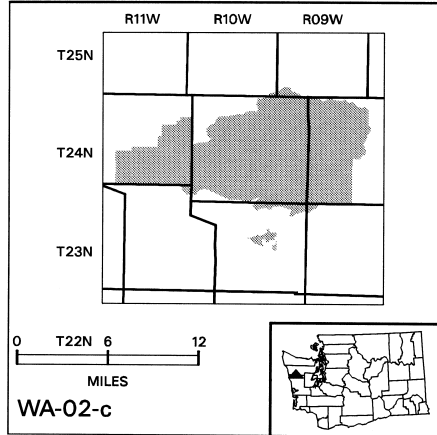 R11W R10W R09W
T25N
T24N
T23N
0 T22N 6 12
MILES
WA-02-c